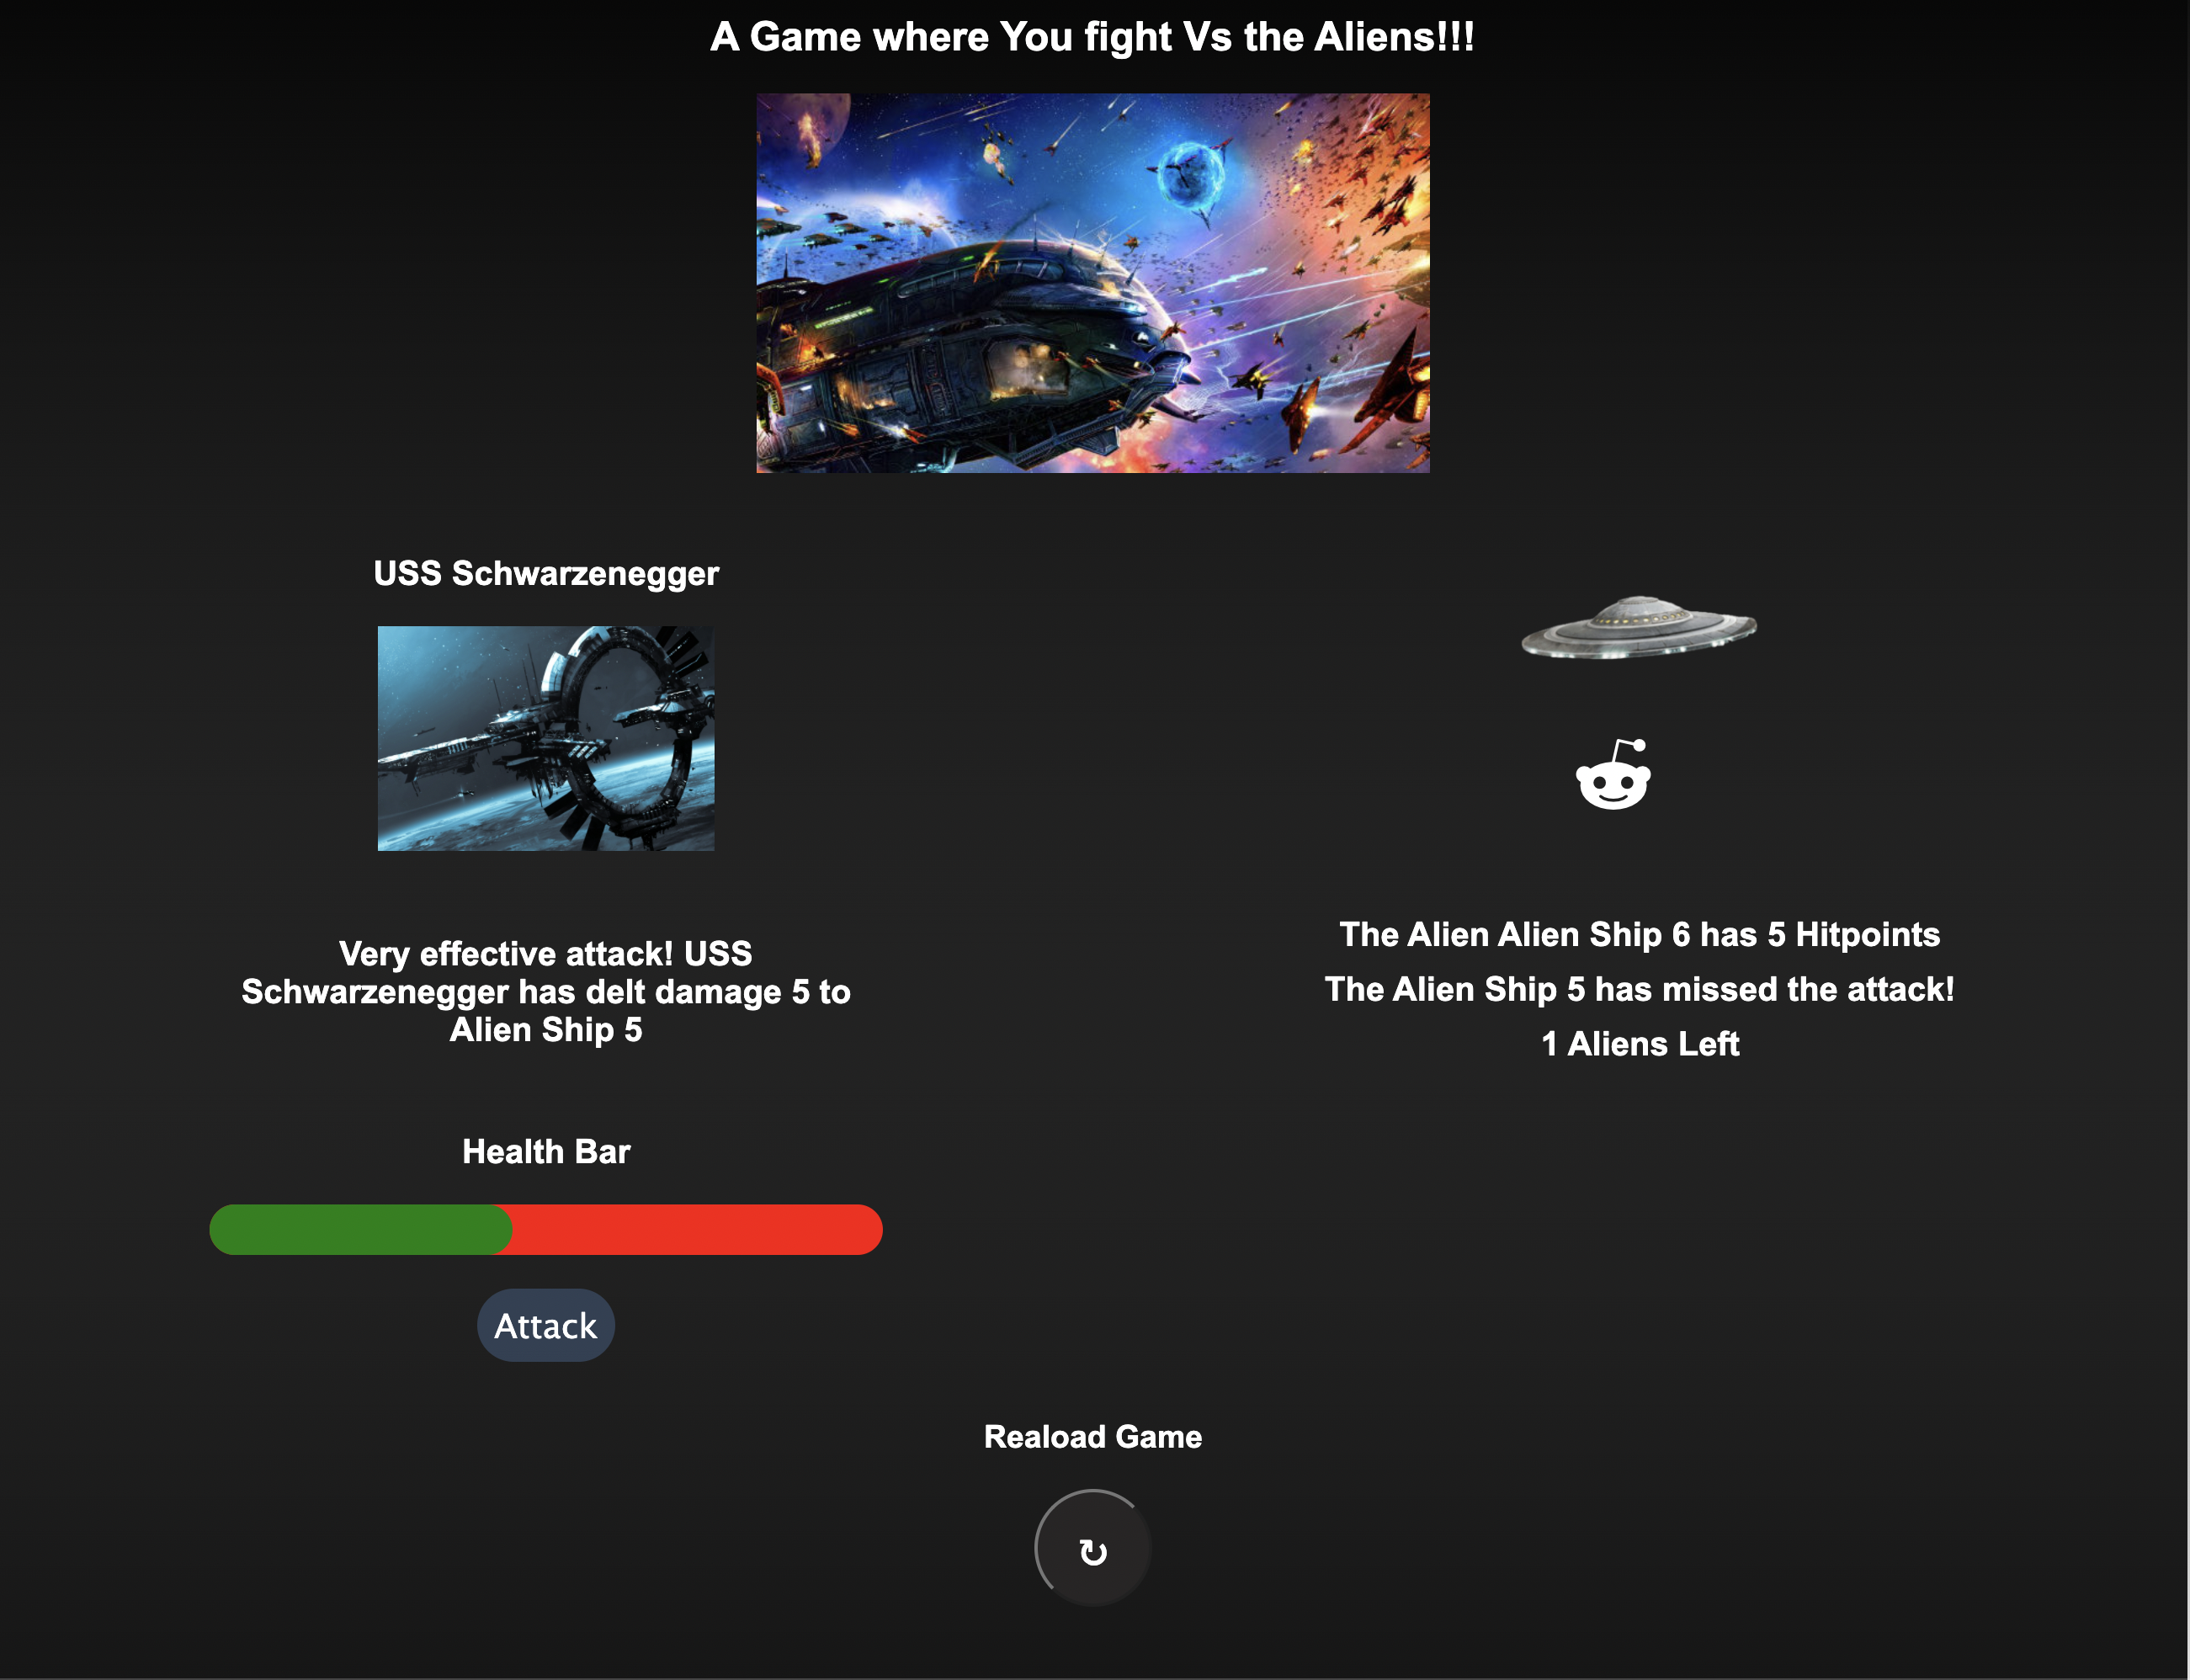 A Game where You fight Vs the Aliens!!!
USS Schwarzenegger
Very effective attack! USS
Schwarzenegger has delt damage 5 to
Alien Ship 5
The Alien Alien Ship 6 has 5 Hitpoints
The Alien Ship 5 has missed the attack!
1 Aliens Left
Health Bar
Attack
Reaload Game